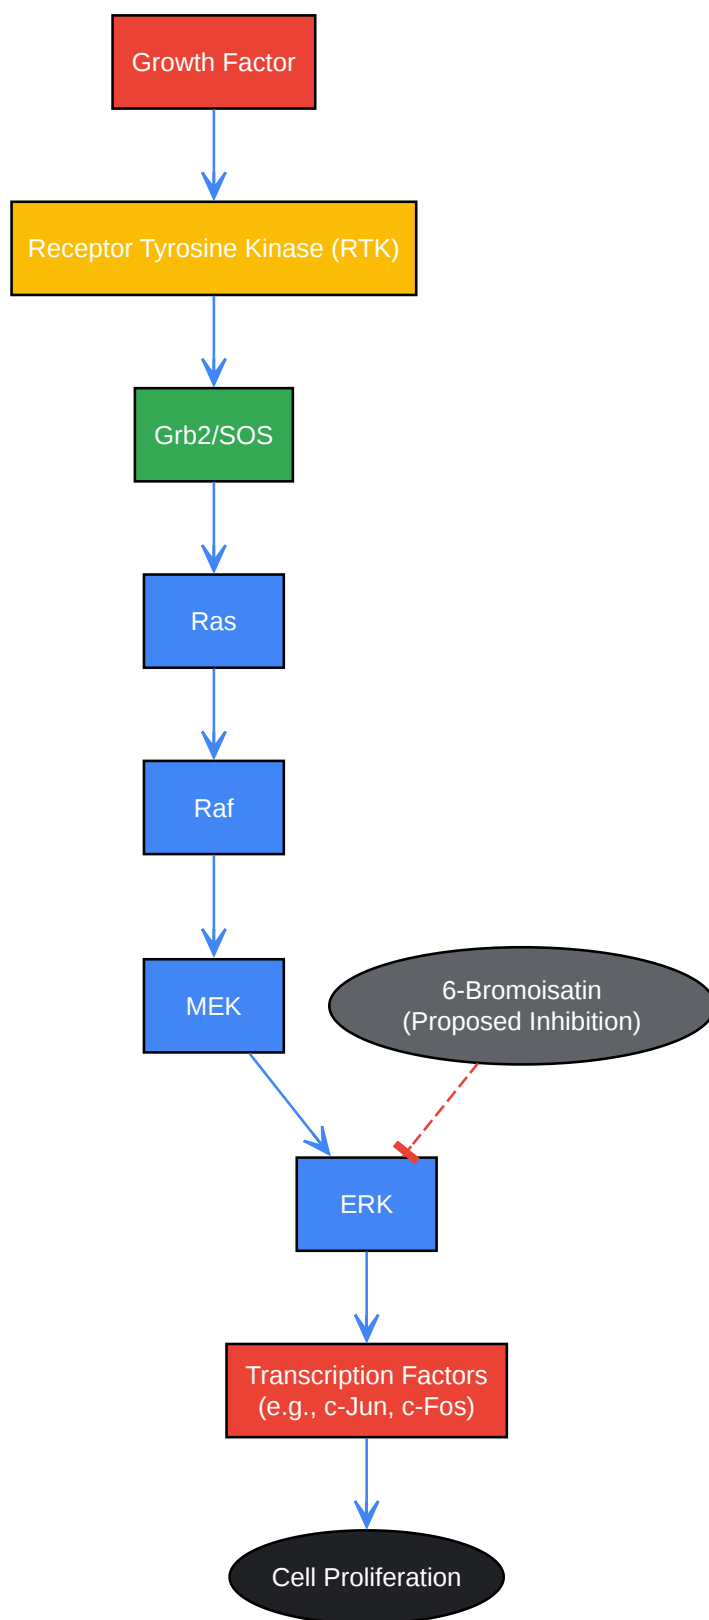 Growth Factor
Receptor Tyrosine Kinase (RTK)
Grb2/SOS
Ras
Raf
MEK
6-Bromoisatin
(Proposed Inhibition)
ERK
Transcription Factors
(e.g., c-Jun, c-Fos)
Cell Proliferation